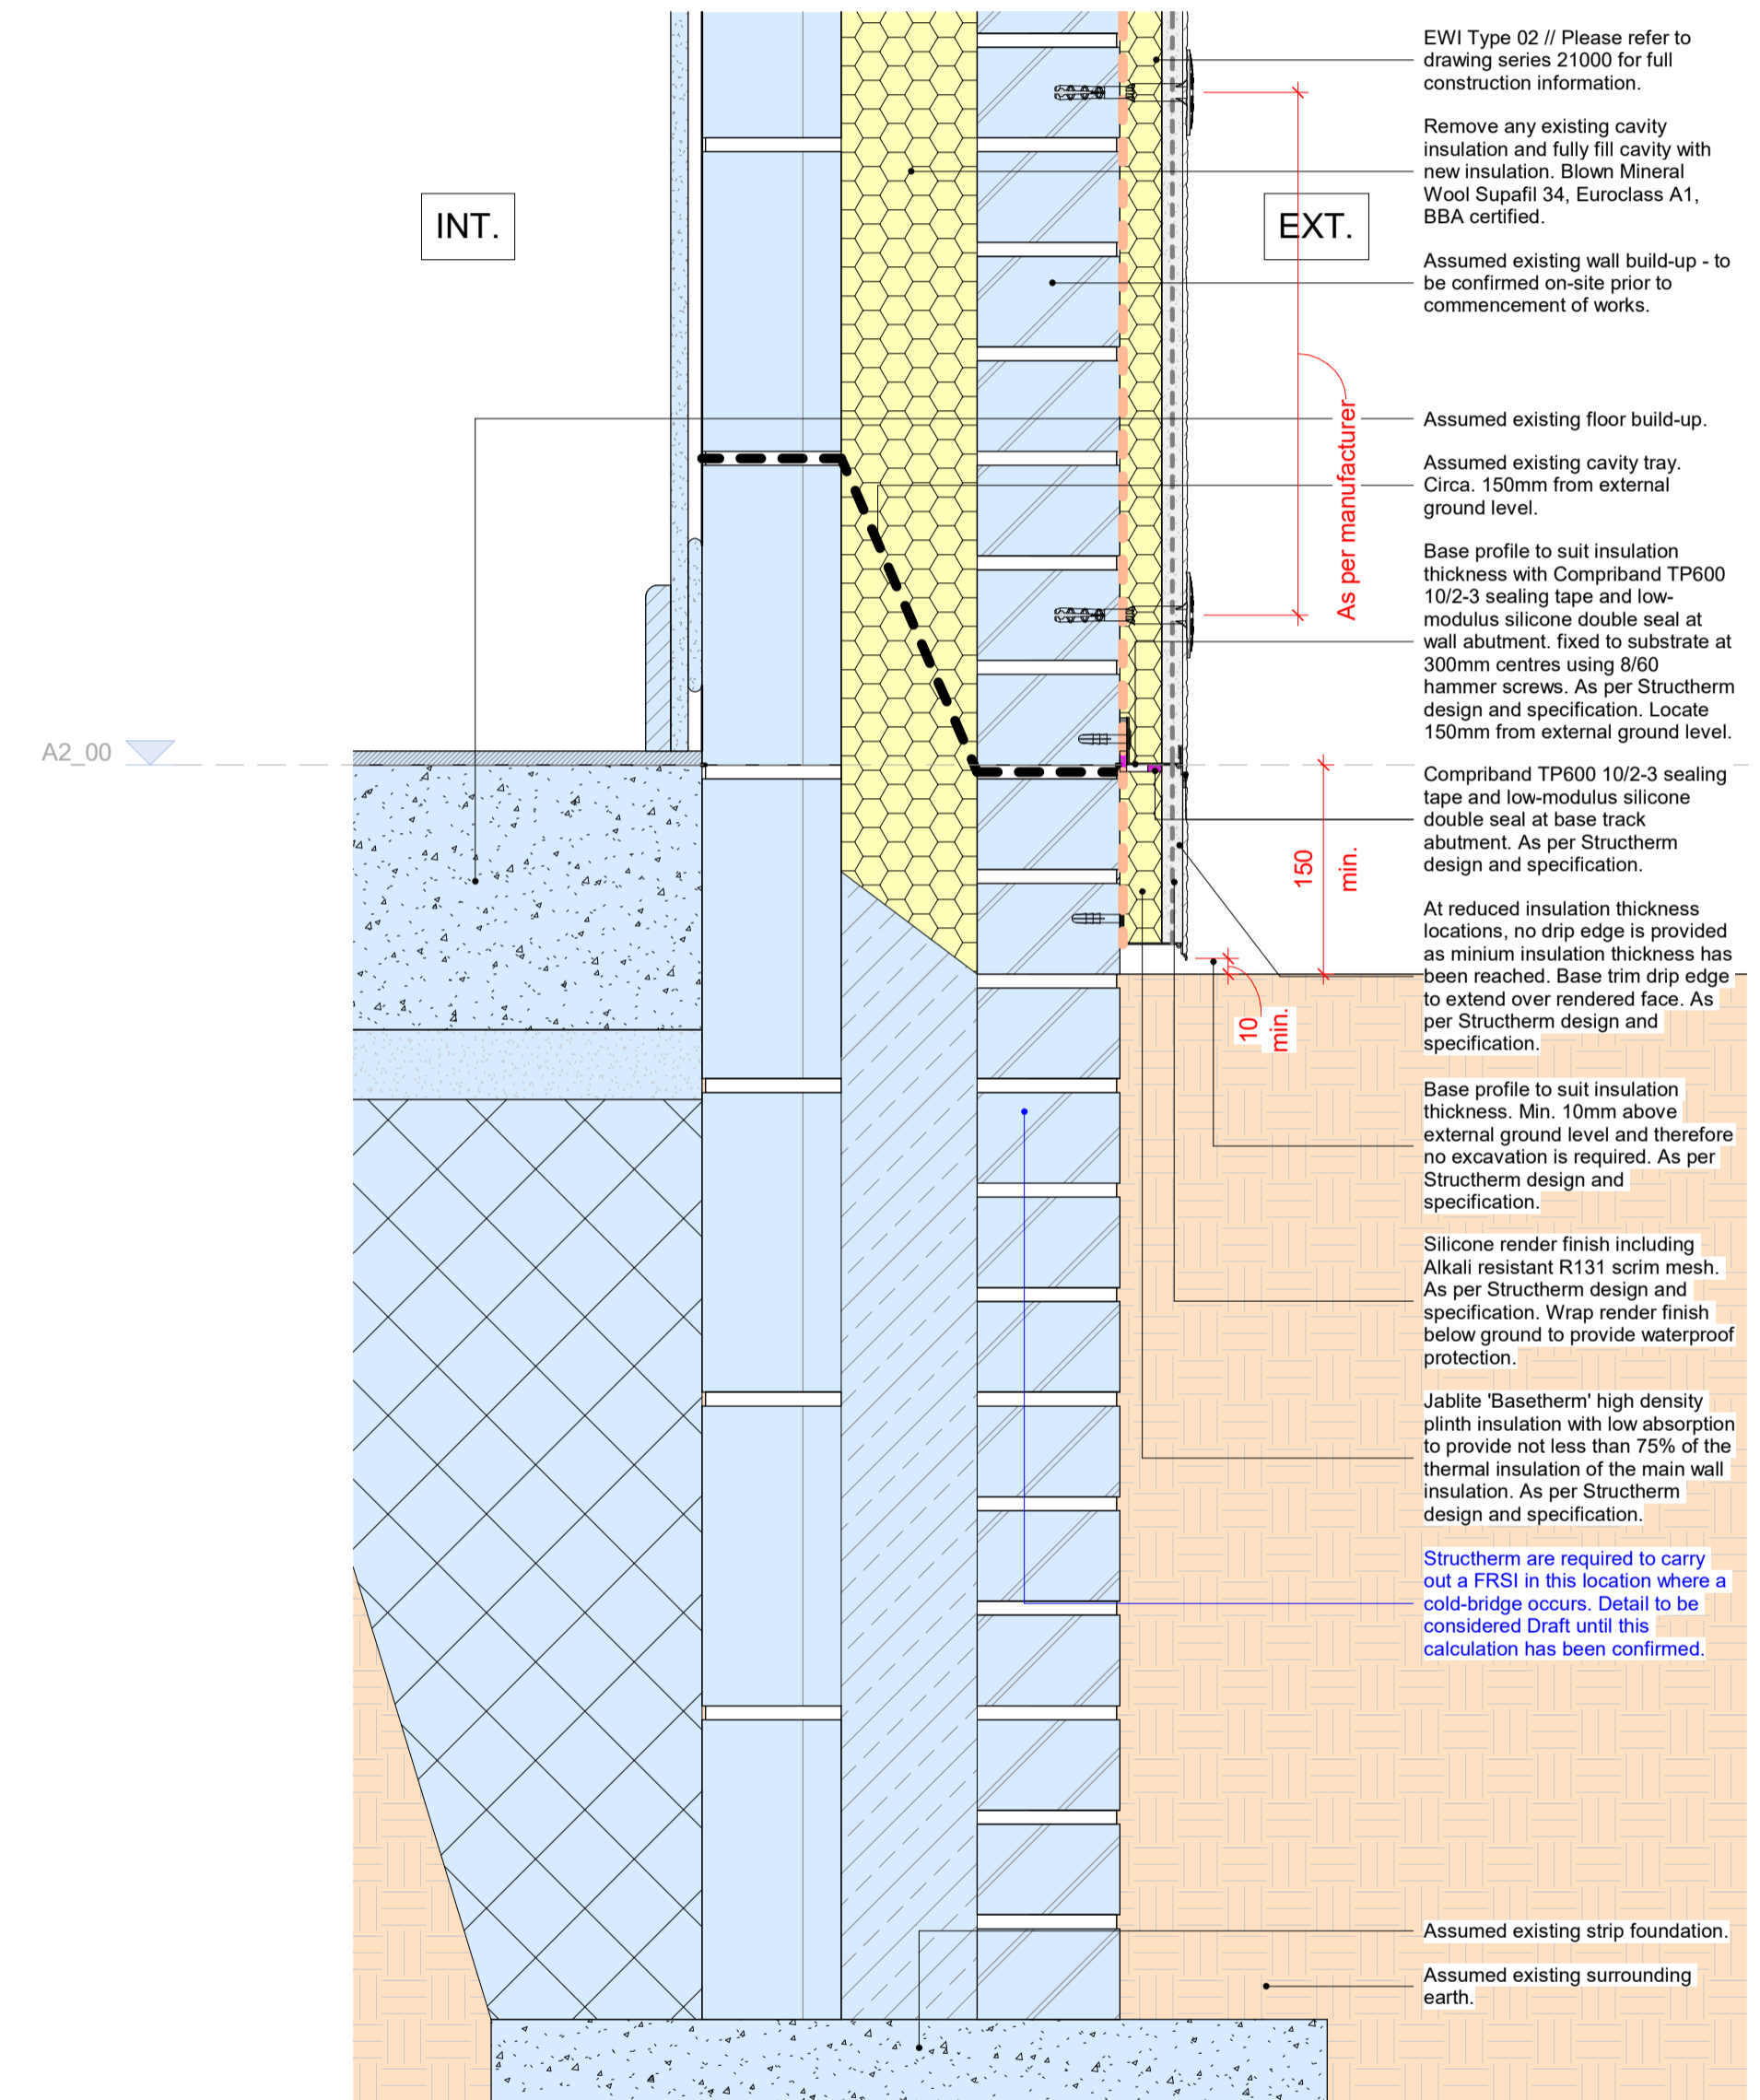 EWI Type 02 // Please refer to
drawing series 21000 for full
construction information.
Remove any existing cavity
insulation and fully fill cavity with
new insulation. Blown Mineral
Wool Supafil 34, Euroclass A1,
BBA certified.
INT.
EXT.
Assumed existing wall build-up - to
be confirmed on-site prior to
commencement of works.
Assumed existing floor build-up.
As per manufacturer
Assumed existing cavity tray.
Circa. 150mm from external
ground level.
Base profile to suit insulation
thickness with Compriband TP600
10/2-3 sealing tape and low-
modulus silicone double seal at
wall abutment. fixed to substrate at
300mm centres using 8/60
hammer screws. As per Structherm
design and specification. Locate
150mm from external ground level.
A2_00
Compriband TP600 10/2-3 sealing
tape and low-modulus silicone
double seal at base track
abutment. As per Structherm
design and specification.
150
min.
At reduced insulation thickness
locations, no drip edge is provided
as minium insulation thickness has
been reached. Base trim drip edge
to extend over rendered face. As
per Structherm design and
specification.
10
min.
Base profile to suit insulation
thickness. Min. 10mm above
external ground level and therefore
no excavation is required. As per
Structherm design and
specification.
Silicone render finish including
Alkali resistant R131 scrim mesh.
As per Structherm design and
specification. Wrap render finish
below ground to provide waterproof
protection.
Jablite 'Basetherm' high density
plinth insulation with low absorption
to provide not less than 75% of the
thermal insulation of the main wall
insulation. As per Structherm
design and specification.
Structherm are required to carry
out a FRSI in this location where a
cold-bridge occurs. Detail to be
considered Draft until this
calculation has been confirmed.
Assumed existing strip foundation.
Assumed existing surrounding
earth.